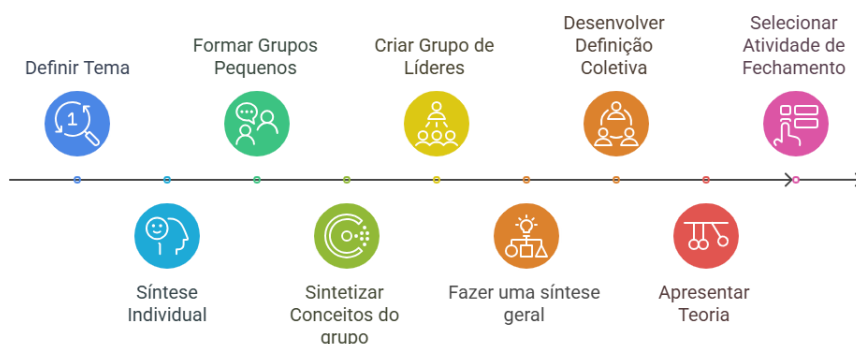 Definir Tema
1
Síntese
Individual
Formar Grupos
Pequenos
Sintetizar
Conceitos do
grupo
Criar Grupo de
Líderes
Fazer uma síntese
geral
Desenvolver
Definição
Coletiva
Apresentar
Teoria
Selecionar
Atividade de
Fechamento